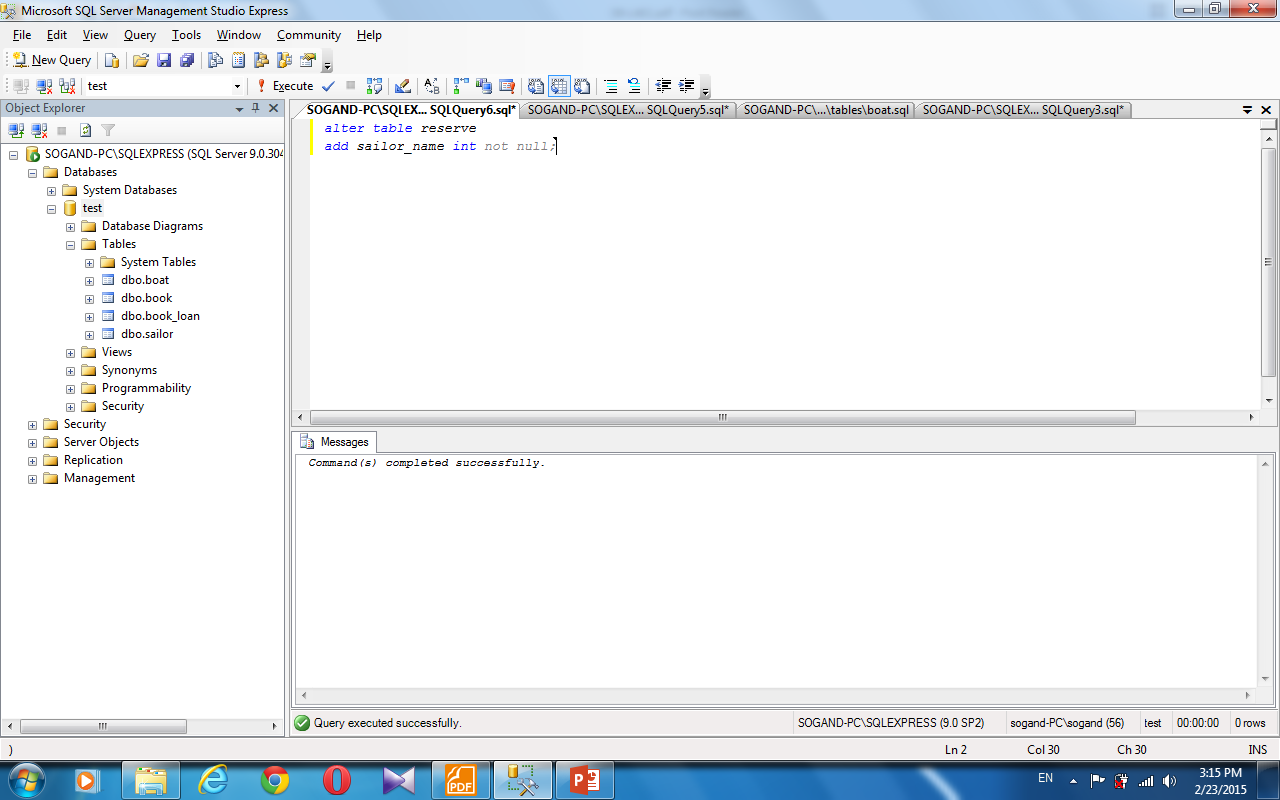 Microsoft SQL Server Management Studio Express
File Edit View Query Tools Window Community Help
New Query
test Execute
Object Explorer
SOGAND-PC\SQLEX... SQLQuery6.sql* SOGAND-PC\SQLEX... SQLQuery5.sql* SOGAND-PC\...\tables\boat.sql SOGAND-PC\SQLEX... SQLQuery3.sql*
SOGAND-PC\SQLEXPRESS (SQL Server 9.0.304
Databases
System Databases
test
Database Diagrams
Tables
System Tables
dbo.boat
dbo.book
dbo.book_loan
dbo.sailor
Views
Synonyms
Programmability
Security
Security
Server Objects
Replication
Management
alter table reserve
add sailor_name int not null;
Messages
Command(s) completed successfully.
Query executed successfully. SOGAND-PC\SQLEXPRESS (9.0 SP2) sogand-PC\sogand (56) test 00:00:00 0 rows
) Ln 2 Col 30 Ch 30 INS
PDF
EN 3:15 PM
2/23/2015